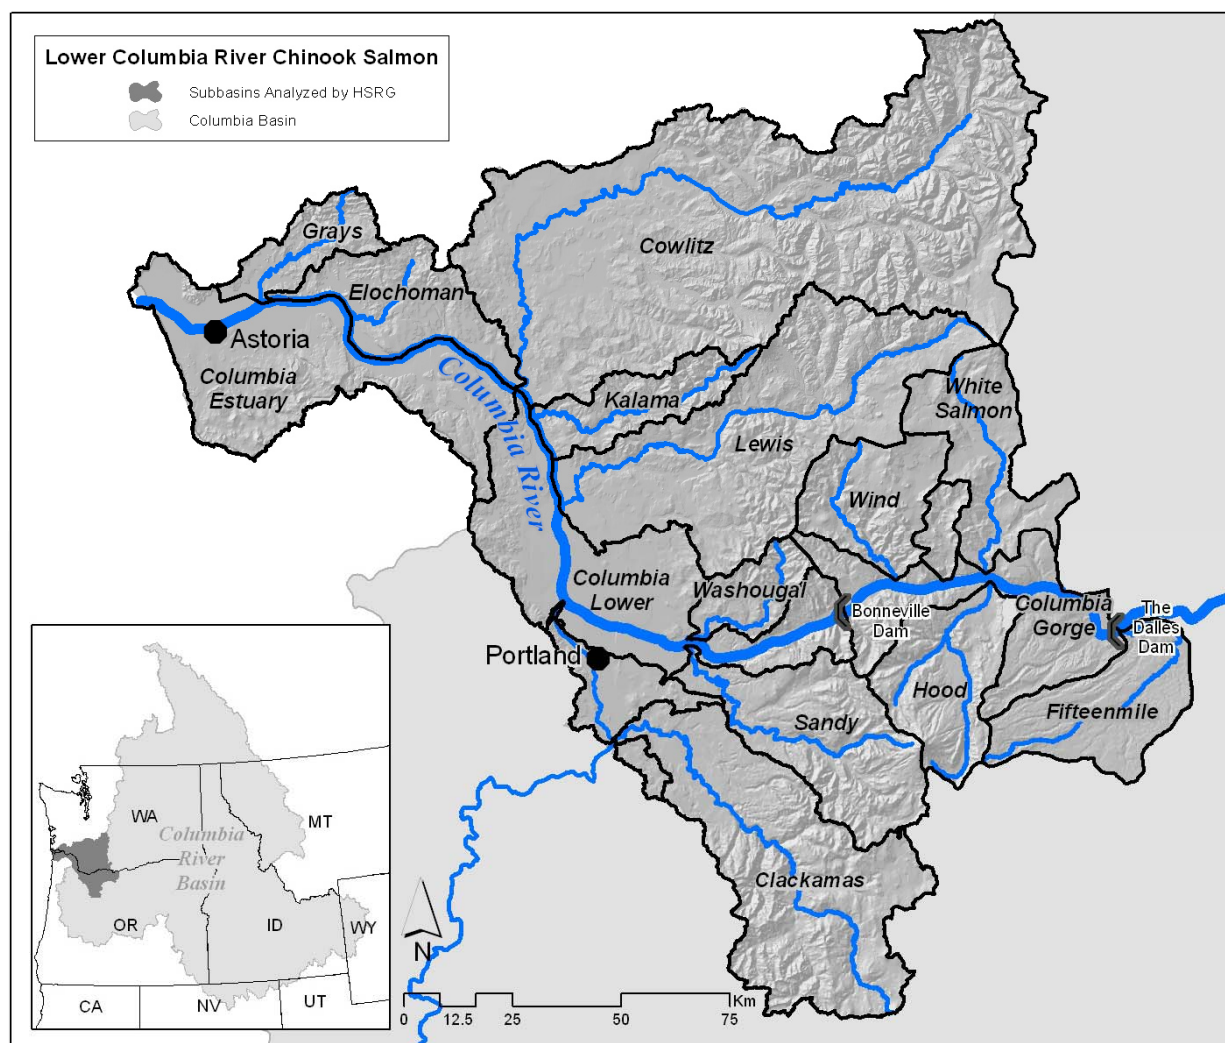 Lower Columbia River Chinook Salmon
Subbasins Analyzed by HSRG
Columbia Basin
Grays
Cowlitz
Elochoman
Astoria
Columbia
Estuary
Columbia River
Kalama
White
Salmon
Lewis
Wind
Columbia
Lower
Washougal
Bonneville
Dam
Columbia
Gorge
The
Dalles
Dam
Portland
Hood
Sandy
Fifteenmile
Clackamas
WA
MT
Columbia
River
Basin
OR
ID
WY
CA
NV
UT
N
Km
0
12.5
25
50
75